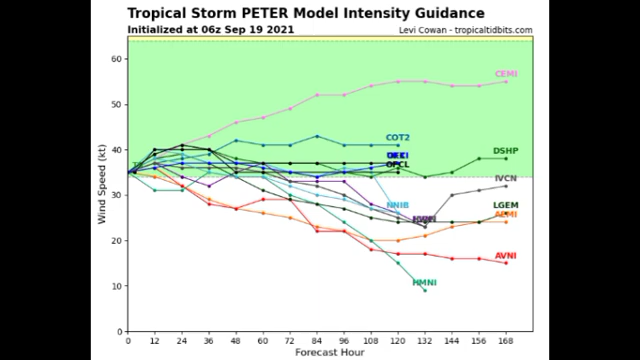 Tropical Storm PETER Model Intensity Guidance
Initialized at 06z Sep 19 2021
Levi Cowan - tropicaltidbits.com
60
50
40
30
20
10
0
Wind Speed (kt)
CEMI
COT2
DSHP
IVCN
NNIB
LGEM
AEMI
AVNI
HMNI
0 12 24 36 48 60 72 84 96 108 120 132 144 156 168
Forecast Hour